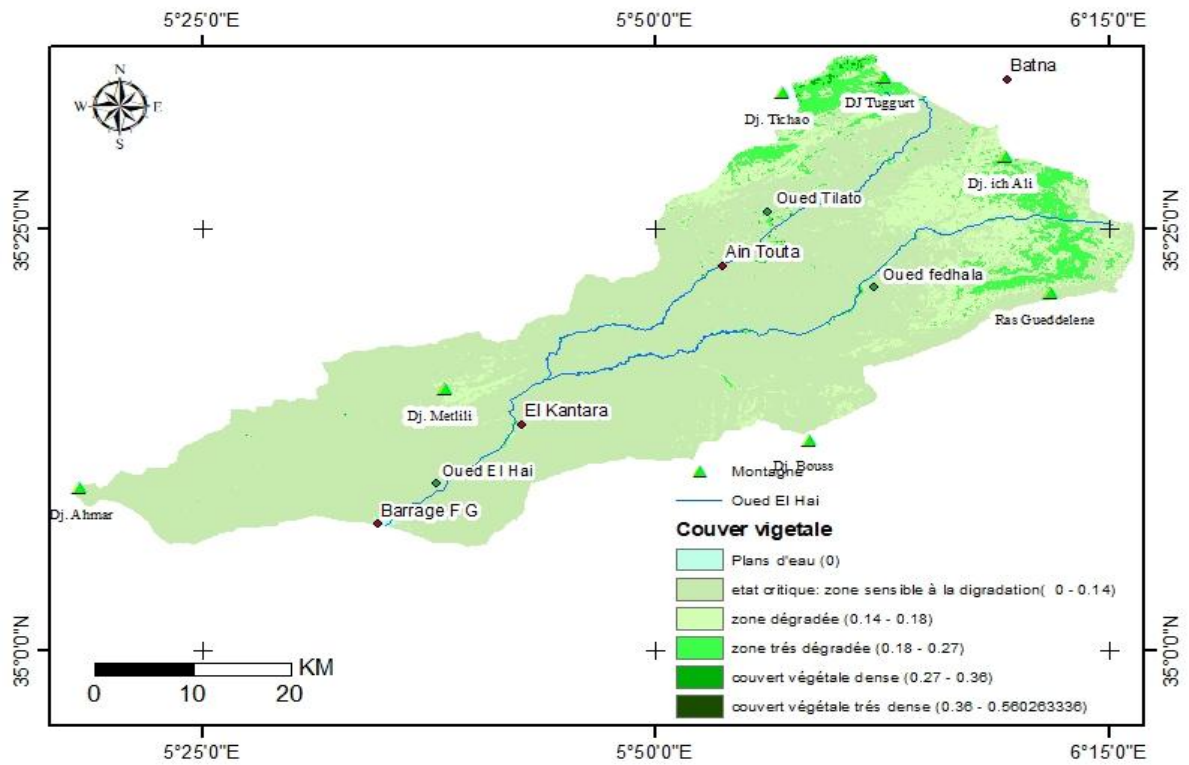 5°25'0"E 5°50'0"E 6°15'0"E
N
W E
S
Batna
DJ Tuggurt
Dj. Tichao
Dj. ich Ali
35°25'0"N 35°25'0"N
Oued Tilato
Ain Touta
Oued fedhala
Ras Gueddelene
Dj. Metlili
El Kantara
Dj. Bouss
Oued El Hai
Dj. Ahmar
Barrage F G
Montagne
Oued El Hai
Couver vigetale
Plans d'eau (0)
etat critique: zone sensible à la digradation( 0 - 0.14)
zone dégradée (0.14 - 0.18)
zone trés dégradée (0.18 - 0.27)
couvert végétale dense (0.27 - 0.36)
couvert végétale trés dense (0.36 - 0.560263336)
35°0'0"N 35°0'0"N
KM
0 10 20
5°25'0"E 5°50'0"E 6°15'0"E